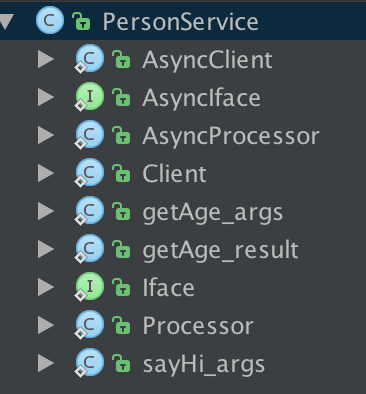 PersonService
AsyncClient
AsyncIface
AsyncProcessor
Client
getAge_args
getAge_result
Iface
Processor
sayHi_args